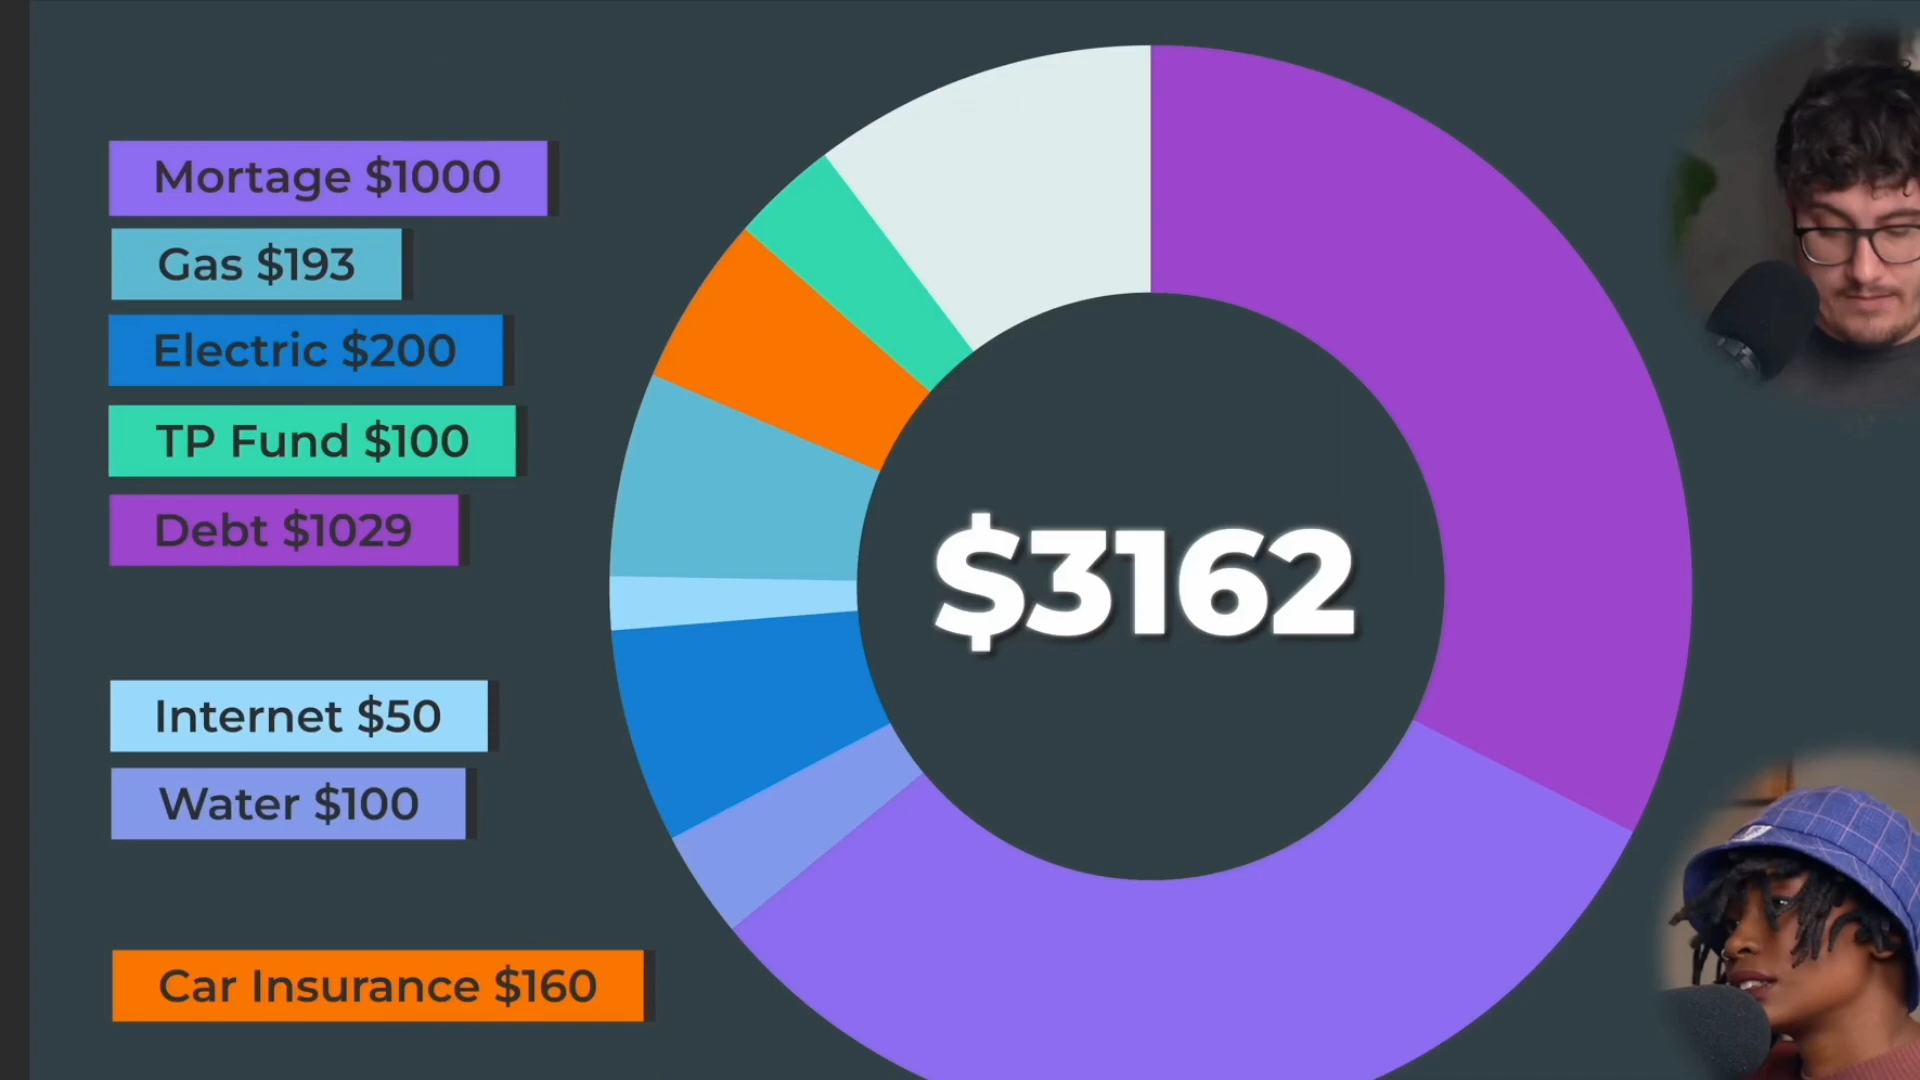 Mortage $1000
Gas $193
Electric $200
TP Fund $100
Debt $1029
Internet $50
Water $100
Car Insurance $160
$3162